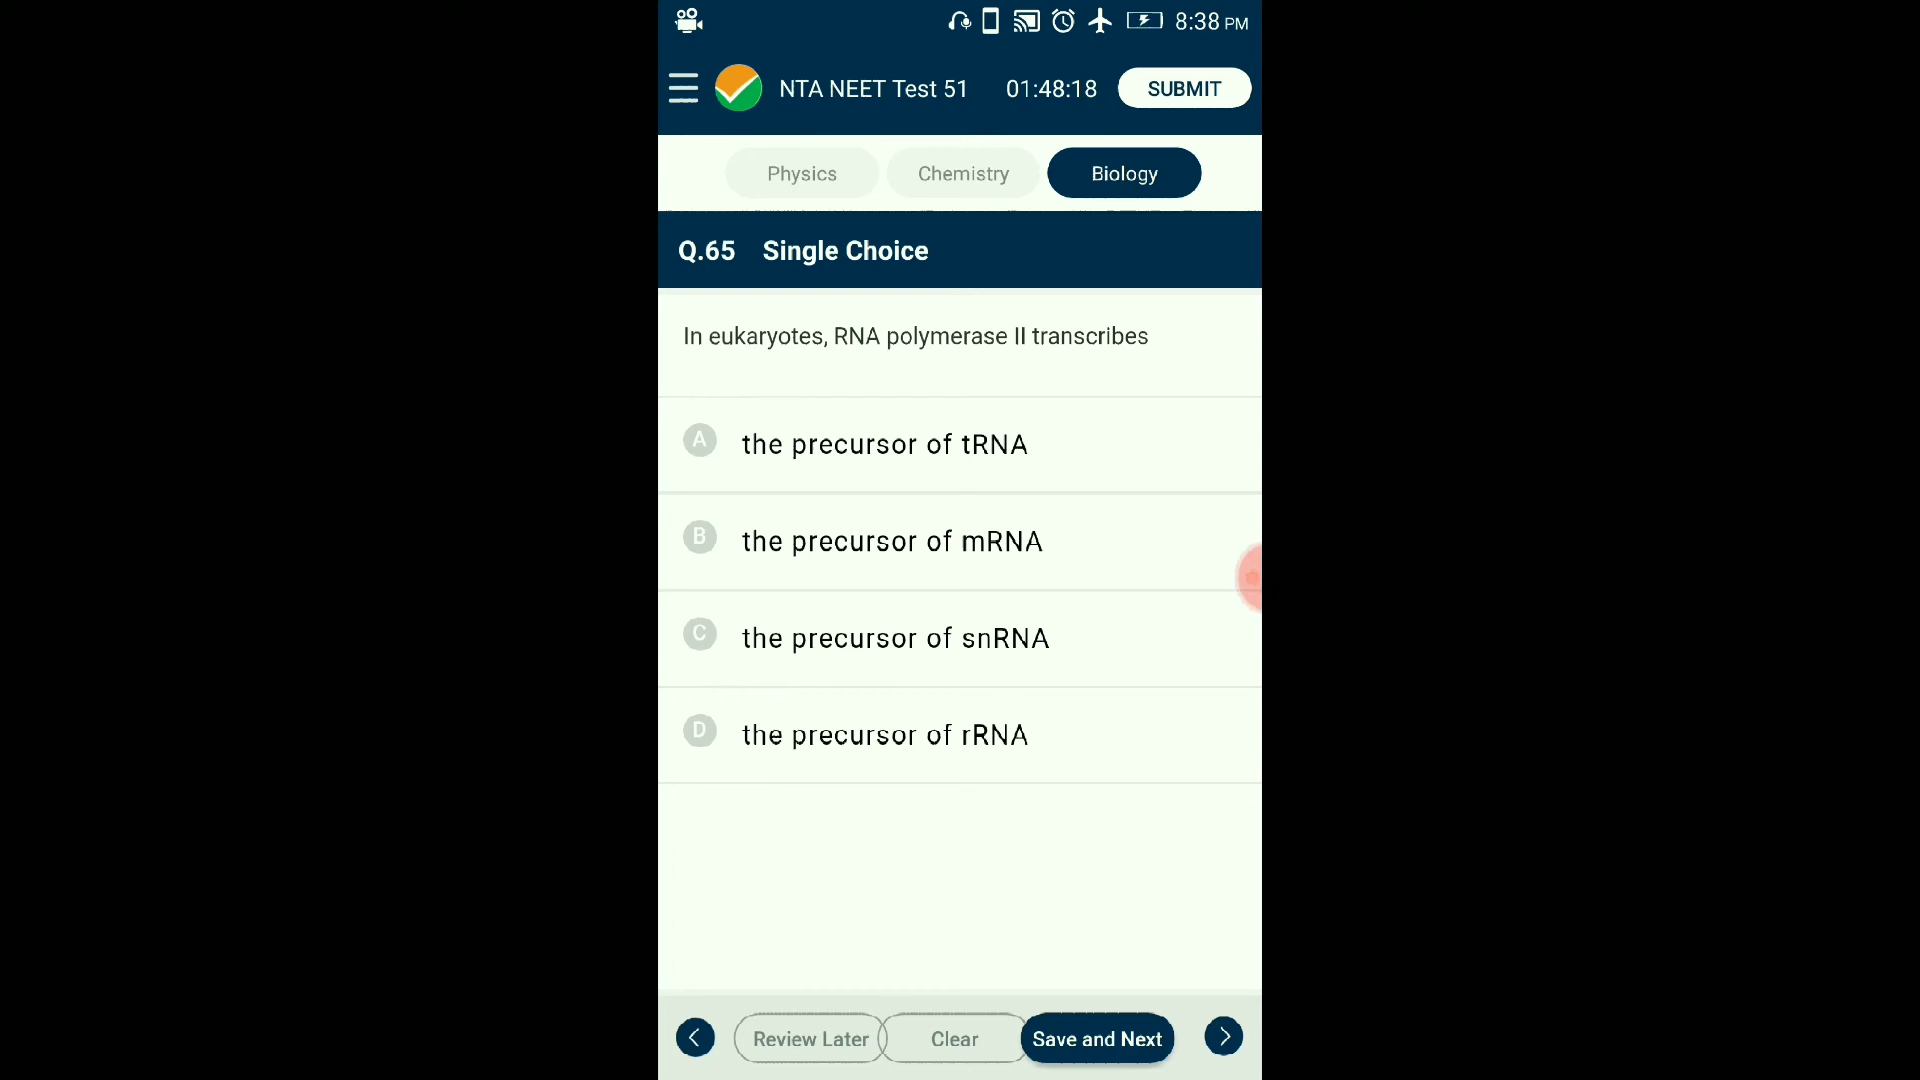 8:38 PM
NTA NEET Test 51 01:48:18 SUBMIT
Physics Chemistry Biology
Q.65 Single Choice
In eukaryotes, RNA polymerase II transcribes
A the precursor of tRNA
B the precursor of mRNA
C the precursor of snRNA
D the precursor of rRNA
Review Later Clear Save and Next